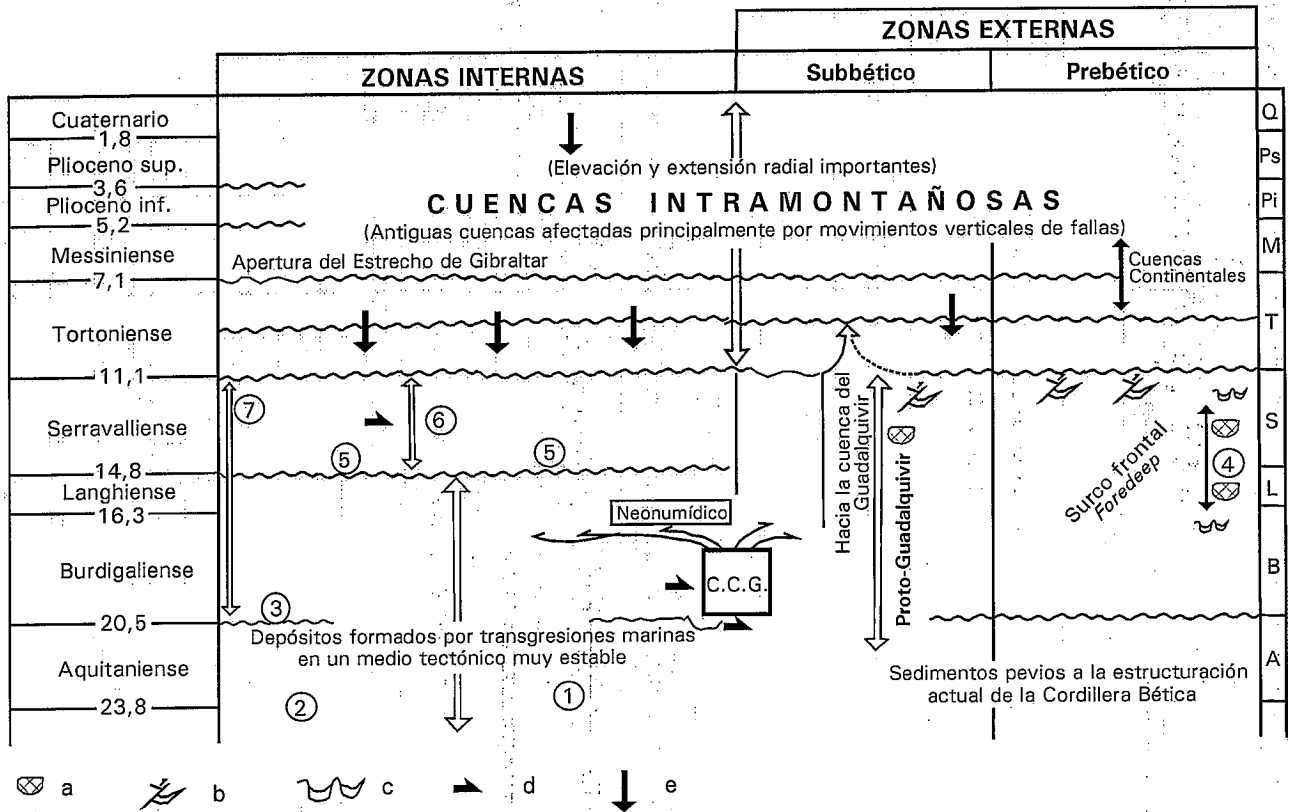 ZONAS EXTERNAS
ZONAS INTERNAS
Subbético
Prebético
Cuaternario
1,8
Plioceno sup.
3,6
Plioceno inf.
5,2
Messiniense
7,1
Tortoniense
11,1
Serravalliense
14,8
Langhiense
16,3
Burdigaliense
20,5
Aquitaniense
23,8
(Elevación y extensión radial importantes)
CUENCAS INTRAMONTAÑOSAS
(Antiguas cuencas afectadas principalmente por movimientos verticales de fallas)
Apertura del Estrecho de Gibraltar
Cuencas
Continentales
7
6
5
5
Neonumídico
C.C.G.
3
Depósitos formados por transgresiones marinas
en un medio tectónico muy estable
2
1
Hacia la cuenca del
Guadalquivir
Proto-Guadalquivir
Surco frontal
Foredeep
4
Sedimentos pevios a la estructuración
actual de la Cordillera Bética
Q
Ps
Pi
M
T
S
L
B
A
a
b
c
d
e